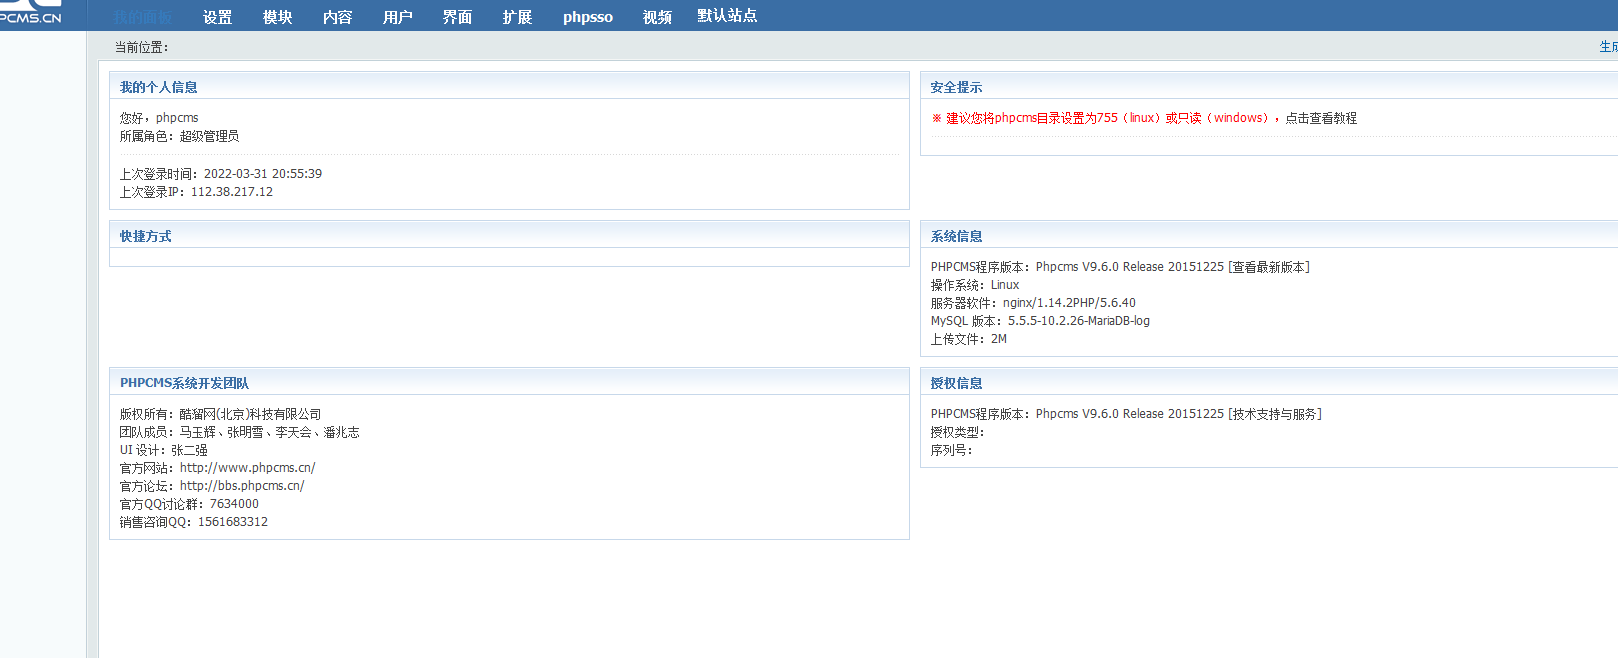 PCMS.CN
我的面板 设置 模块 内容 用户 界面 扩展 phpsso 视频 默认站点
当前位置： 生成
我的个人信息
您好，phpcms
所属角色：超级管理员
上次登录时间：2022-03-31 20:55:39
上次登录IP：112.38.217.12
安全提示
※ 建议您将phpcms目录设置为755（linux）或只读（windows），点击查看教程
快捷方式
系统信息
PHPCMS程序版本：Phpcms V9.6.0 Release 20151225 [查看最新版本]
操作系统：Linux
服务器软件：nginx/1.14.2PHP/5.6.40
MySQL 版本：5.5.5-10.2.26-MariaDB-log
上传文件：2M
PHPCMS系统开发团队
版权所有：酷溜网(北京)科技有限公司
团队成员：马玉辉、张明雪、李天会、潘兆志
UI 设计：张二强
官方网站：http://www.phpcms.cn/
官方论坛：http://bbs.phpcms.cn/
官方QQ讨论群：7634000
销售咨询QQ：1561683312
授权信息
PHPCMS程序版本：Phpcms V9.6.0 Release 20151225 [技术支持与服务]
授权类型：
序列号：